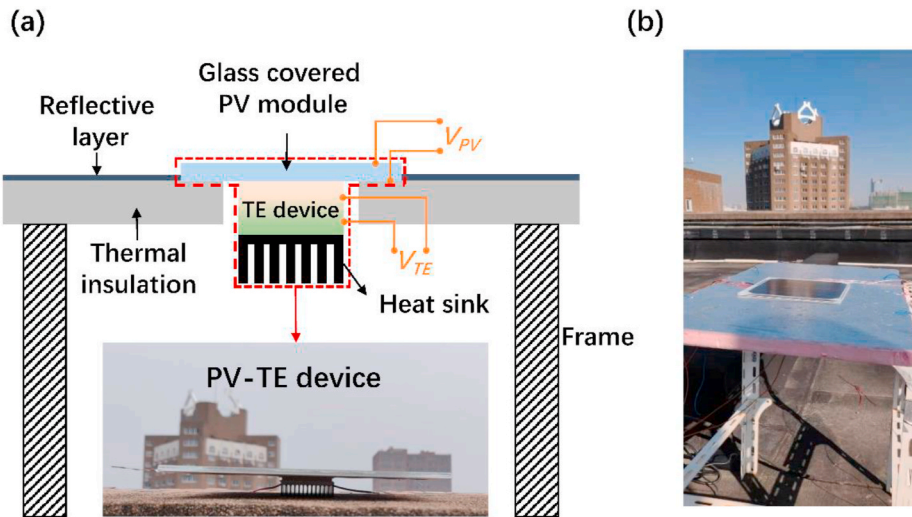 (a)
(b)
Glass covered
PV module
Reflective
layer
V_PV
TE device
Thermal
insulation
V_TE
Heat sink
Frame
PV-TE device